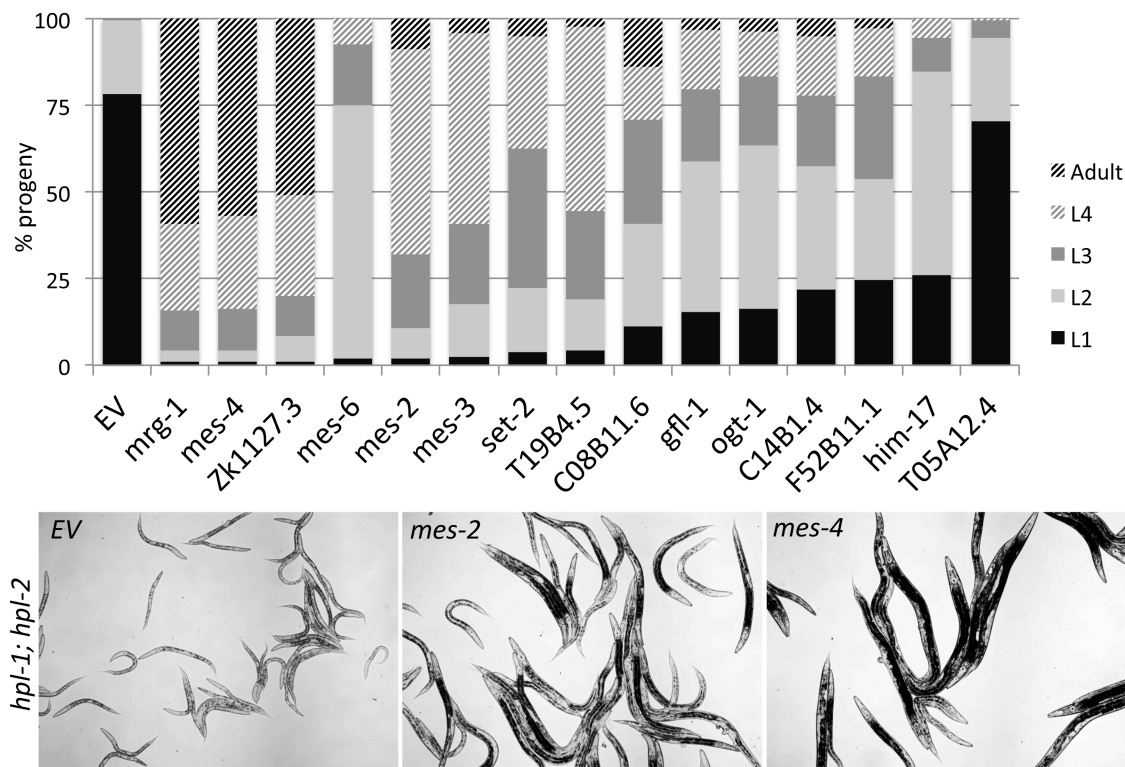 100
75
50
25
0
% progeny
EV
mrg-1
mes-4
Zk1127.3
mes-6
mes-2
mes-3
set-2
T19B4.5
C08B11.6
gfl-1
ogt-1
C14B1.4
F52B11.1
him-17
T05A12.4
Adult
L4
L3
L2
L1
hpl-1; hpl-2
EV
mes-2
mes-4